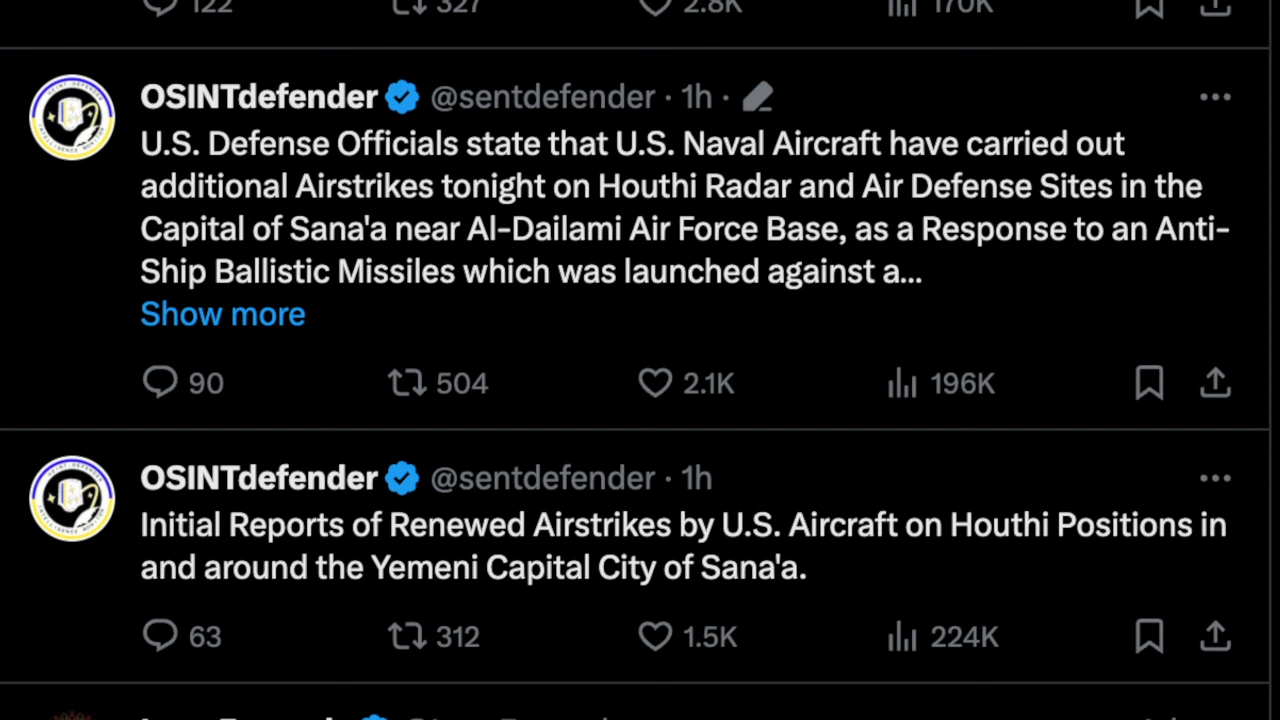 122 327 2.8K 170K
OSINTdefender @sentdefender · 1h ·
U.S. Defense Officials state that U.S. Naval Aircraft have carried out
additional Airstrikes tonight on Houthi Radar and Air Defense Sites in the
Capital of Sana'a near Al-Dailami Air Force Base, as a Response to an Anti-
Ship Ballistic Missiles which was launched against a...
Show more
90 504 2.1K 196K
OSINTdefender @sentdefender · 1h
Initial Reports of Renewed Airstrikes by U.S. Aircraft on Houthi Positions in
and around the Yemeni Capital City of Sana'a.
63 312 1.5K 224K